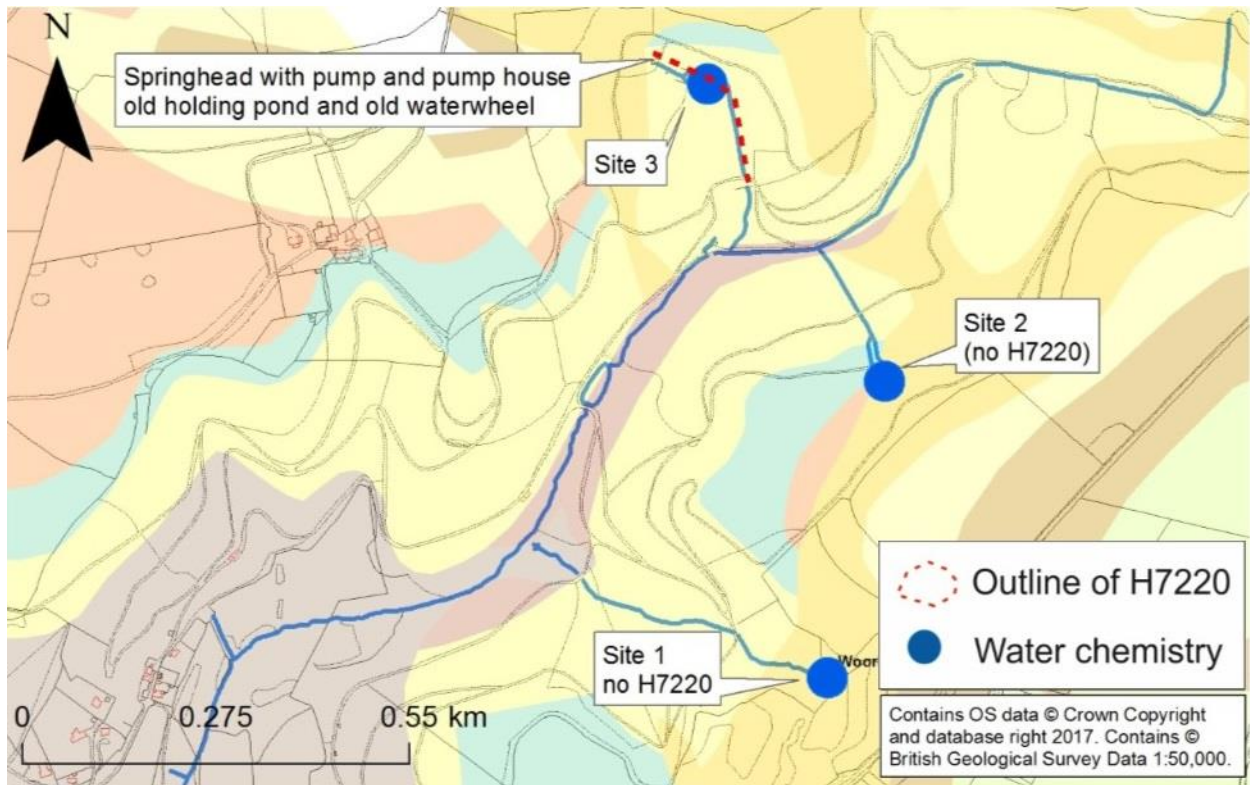 N
Springhead with pump and pump house
old holding pond and old waterwheel
Site 3
Site 2
(no H7220)
Site 1
no H7220
Woor
0
0.275
0.55 km
Outline of H7220
Water chemistry
Contains OS data © Crown Copyright
and database right 2017. Contains ©
British Geological Survey Data 1:50,000.